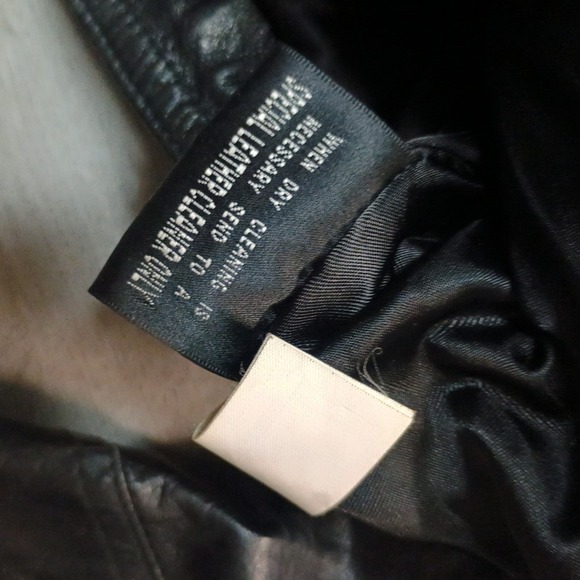 WHEN DRY CLEANING IS
NECESSARY SEND TO A
SPECIAL LEATHER CLEANER ONLY